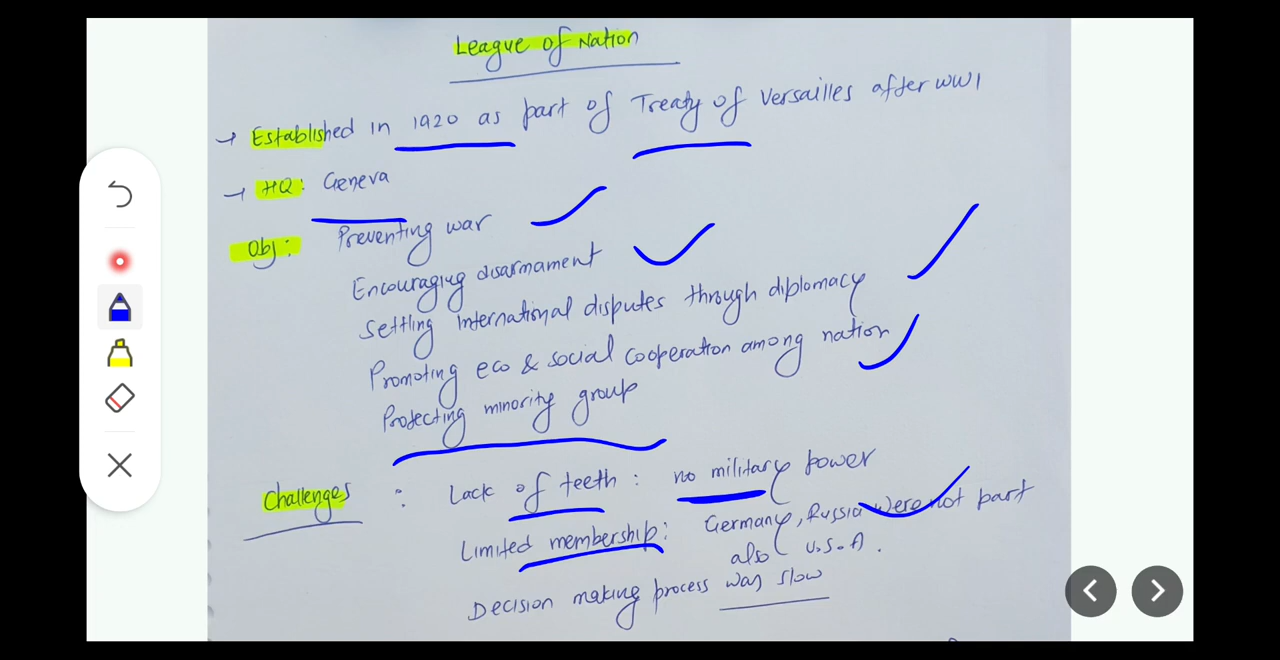 League of Nation
→ Established in 1920 as part of Treaty of Versailles after WW1
→ HQ: Geneva
Obj: Preventing war
Encouraging disarmament
Settling International disputes through diplomacy
Promoting eco & social cooperation among nation
Protecting minority group
Challenges : Lack of teeth : no military power
Limited membership: Germany, Russia were not part
also U.S.A.
Decision making process was slow